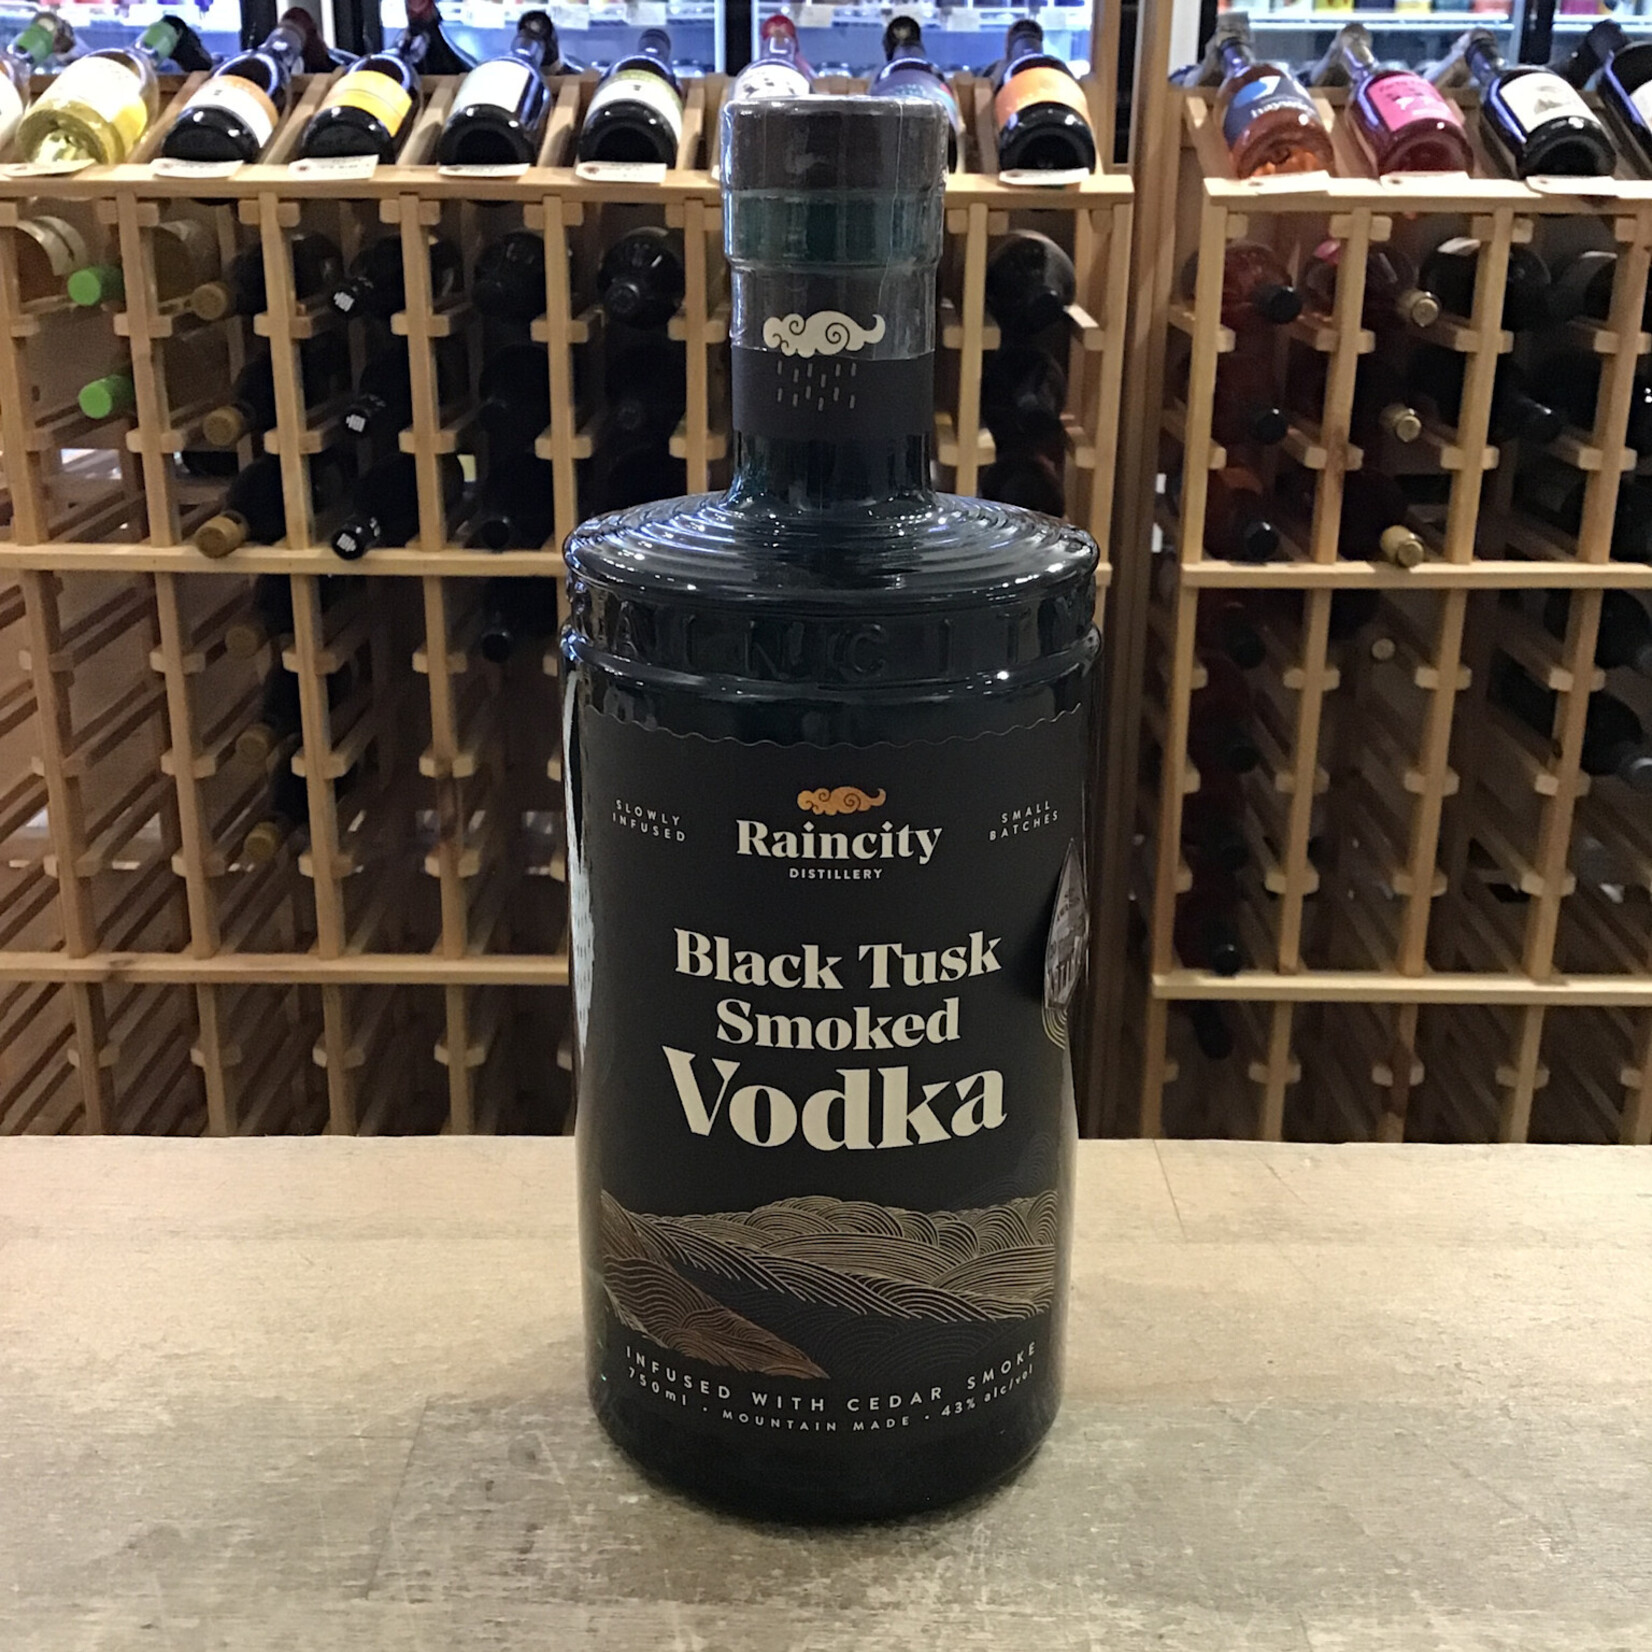 RAINCITY
SLOWLY
INFUSED
Raincity
DISTILLERY
SMALL
BATCHES
Black Tusk
Smoked
Vodka
INFUSED WITH CEDAR SMOKE
750ml • MOUNTAIN MADE • 43% alc/vol